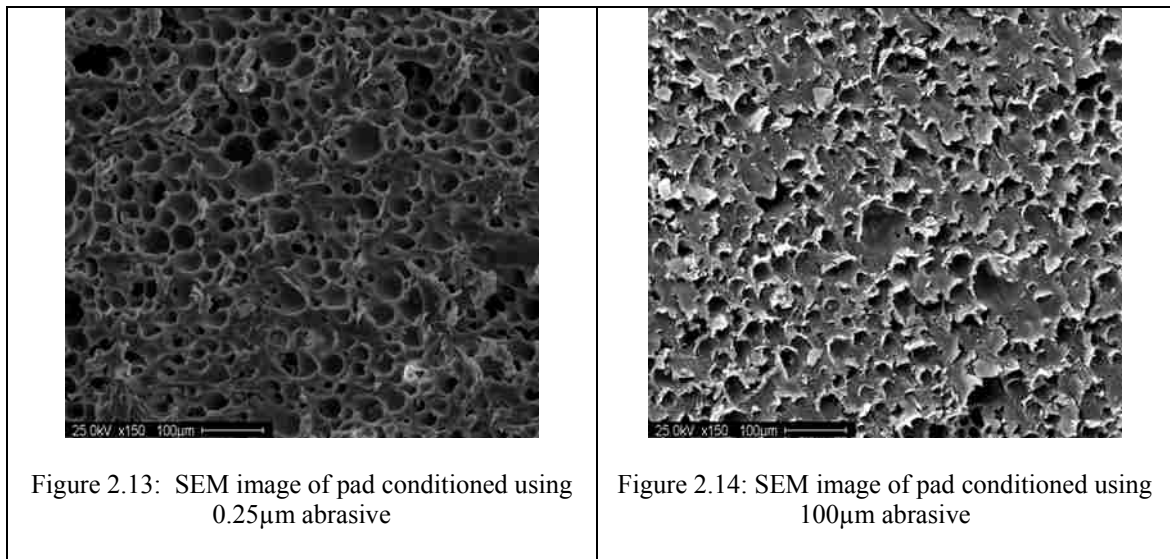 25.0kV x150 100µm
25.0kV x150 100µm
Figure 2.13: SEM image of pad conditioned using
0.25µm abrasive
Figure 2.14: SEM image of pad conditioned using
100µm abrasive